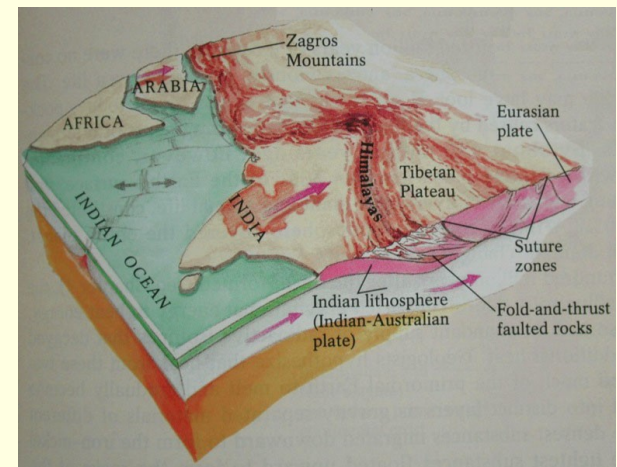 Zagros
Mountains
ARABIA
AFRICA
Eurasian
plate
Himalayas
Tibetan
Plateau
INDIA
INDIAN OCEAN
Suture
zones
Indian lithosphere
(Indian-Australian
plate)
Fold-and-thrust
faulted rocks